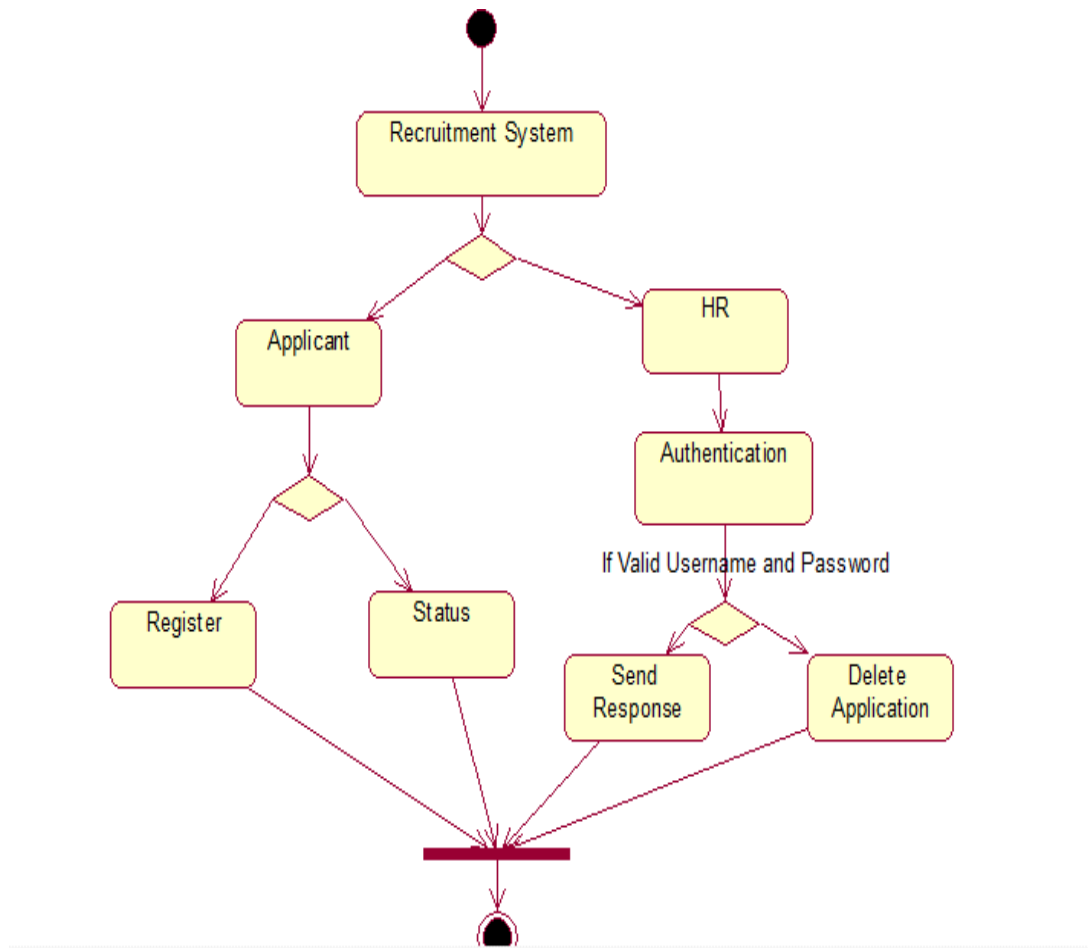 Recruitment System
HR
Applicant
Authentication
If Valid Username and Password
Register
Status
Send
Response
Delete
Application